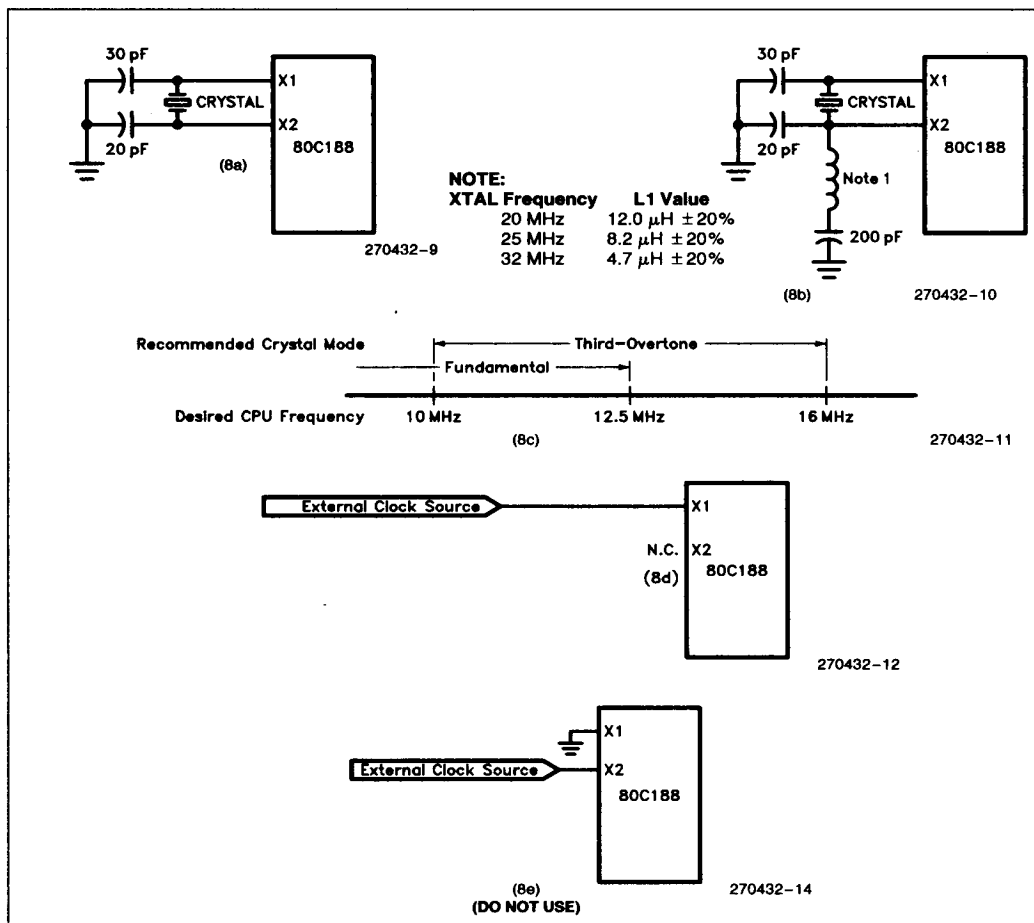 30 pF
X1
CRYSTAL
X2
20 pF
80C188
(8a)
270432-9
NOTE:
XTAL Frequency L1 Value
20 MHz 12.0 μH ±20%
25 MHz 8.2 μH ±20%
32 MHz 4.7 μH ±20%
30 pF
X1
CRYSTAL
X2
20 pF
80C188
Note 1
200 pF
(8b)
270432-10
Recommended Crystal Mode
Third-Overtone
Fundamental
Desired CPU Frequency
10 MHz
12.5 MHz
16 MHz
(8c)
270432-11
External Clock Source
X1
N.C. X2
(8d)
80C188
270432-12
X1
External Clock Source
X2
80C188
(8e)
(DO NOT USE)
270432-14